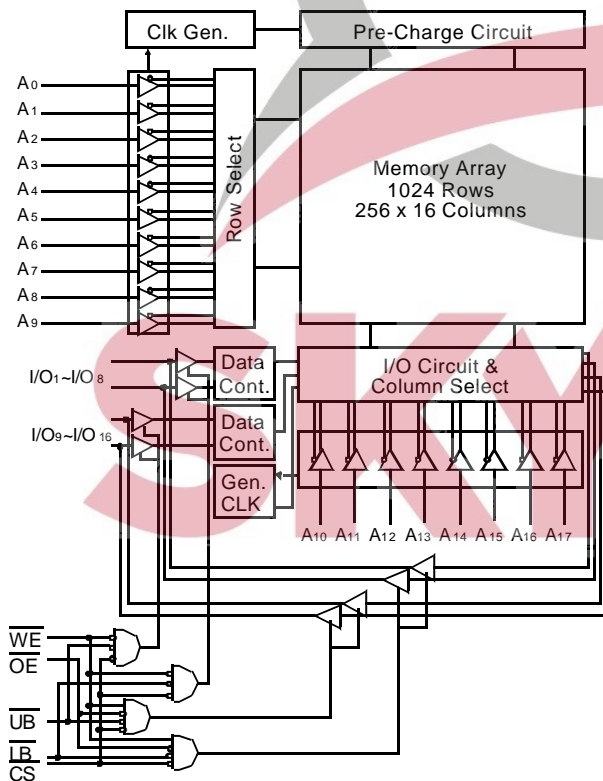 Clk Gen.
Pre-Charge Circuit
A0
A1
A2
A3
A4
A5
A6
A7
A8
A9
Row Select
Memory Array
1024 Rows
256 x 16 Columns
I/O1~I/O 8
Data
Cont.
I/O Circuit &
Column Select
I/O9~I/O 16
Data
Cont.
Gen.
CLK
A10 A11 A12 A13 A14 A15 A16 A17
WE
OE
UB
LB
CS
SKY